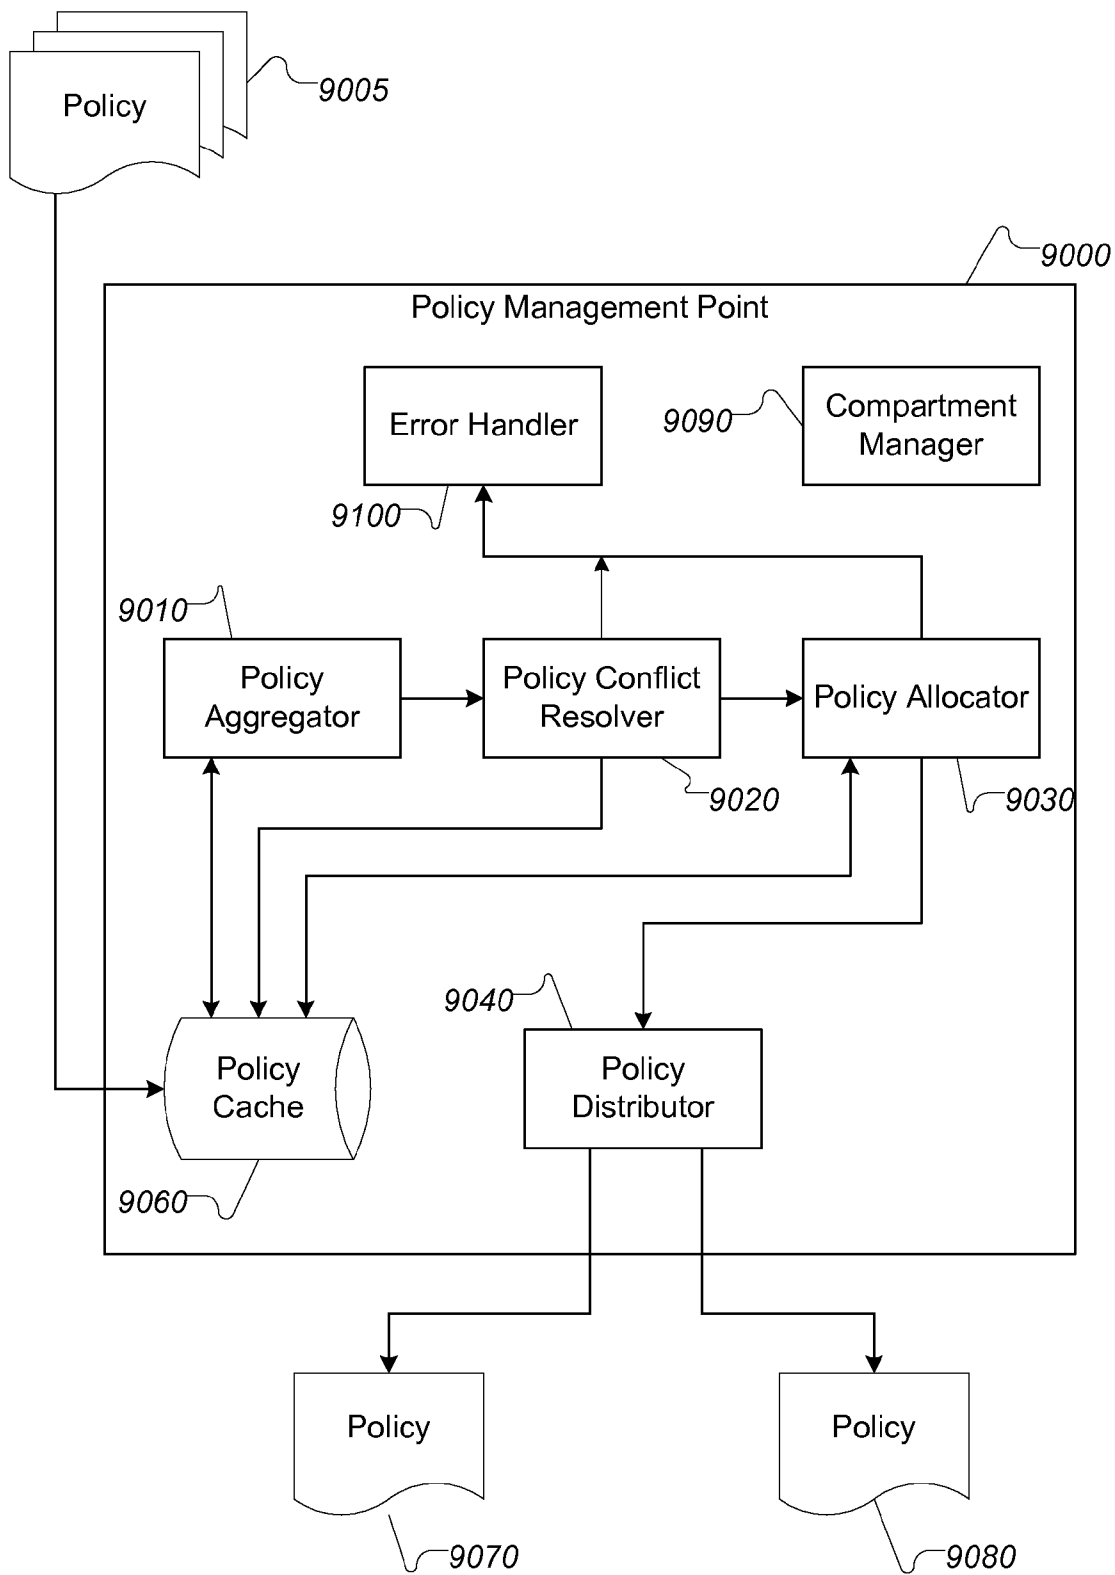 Policy
9005
9000
Policy Management Point
Error Handler
9090
Compartment
Manager
9100
9010
Policy
Aggregator
Policy Conflict
Resolver
Policy Allocator
9020
9030
9040
Policy
Cache
Policy
Distributor
9060
Policy
Policy
9070
9080